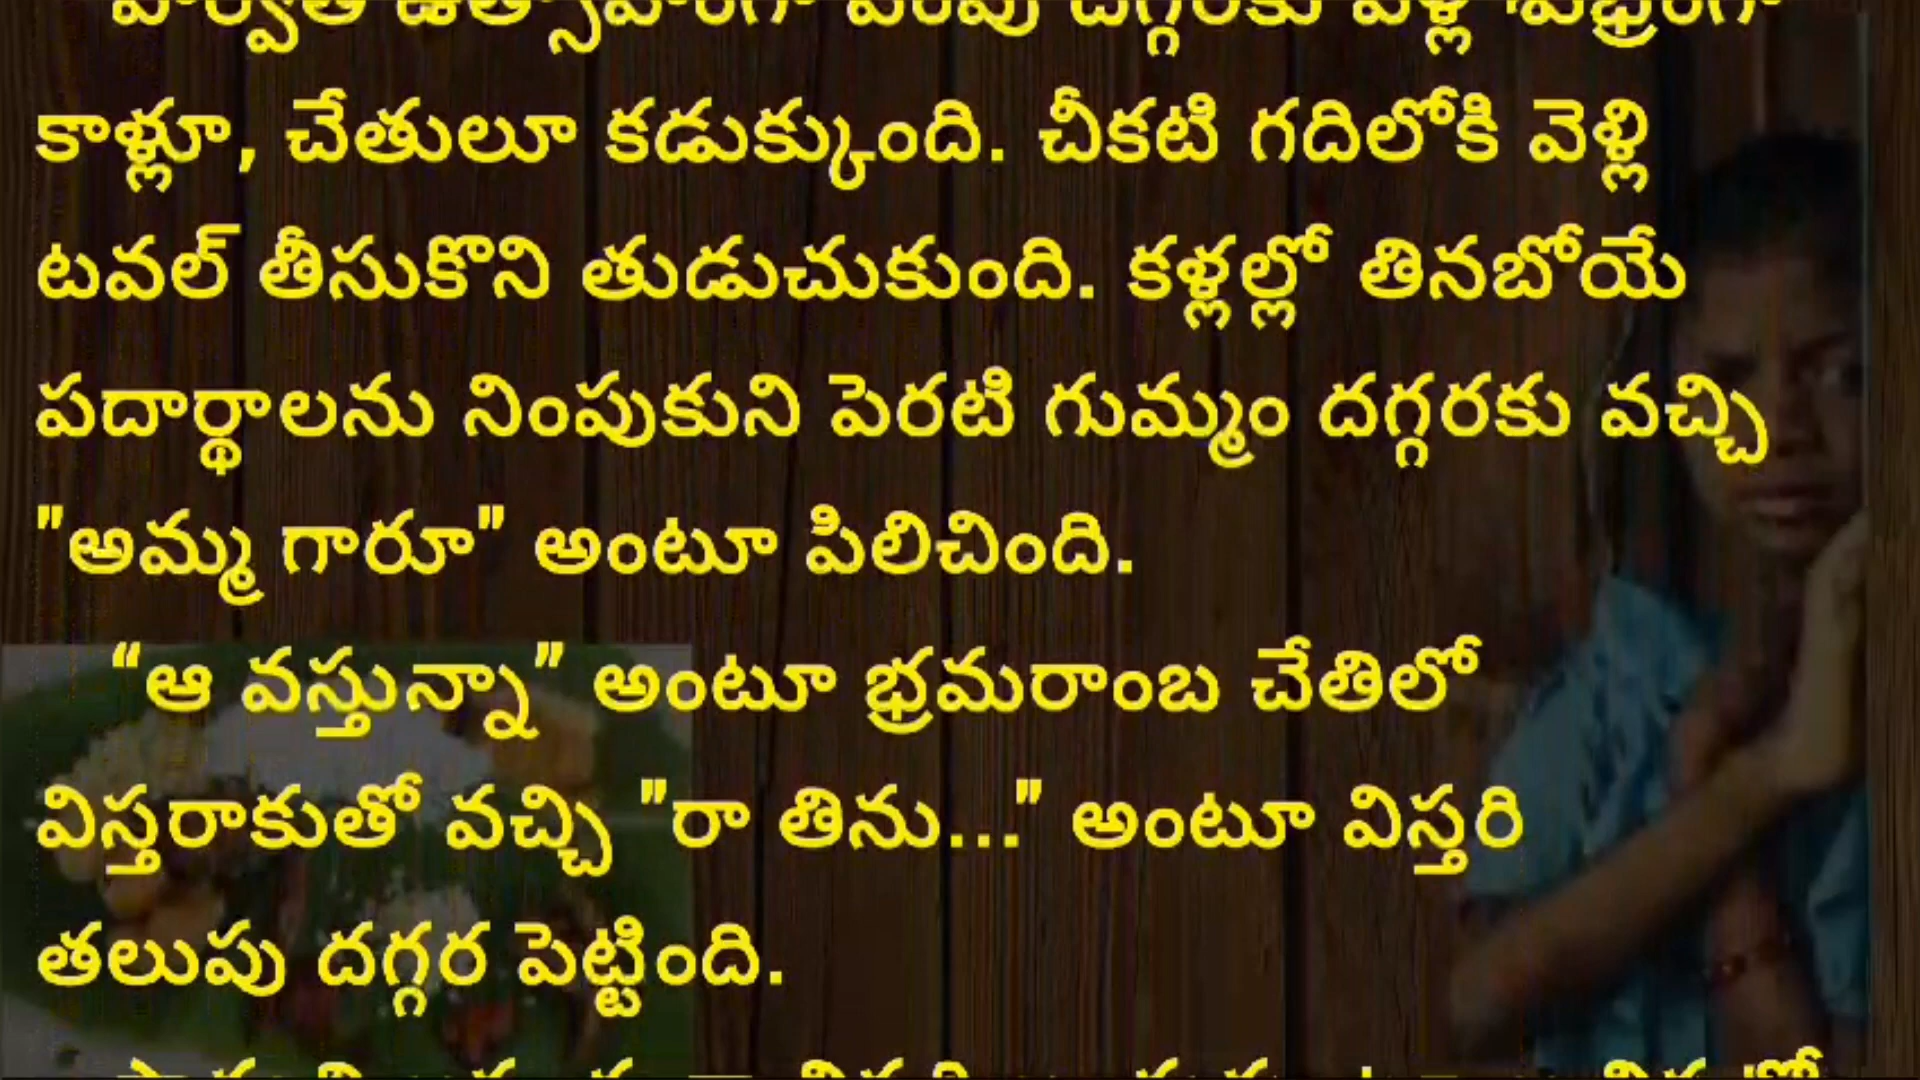 కాళ్లూ, చేతులూ కడుక్కుంది. చీకటి గదిలోకి వెళ్లి
టవల్ తీసుకొని తుడుచుకుంది. కళ్లల్లో తినబోయే
పదార్థాలను నింపుకుని పెరటి గుమ్మం దగ్గరకు వచ్చి
"అమ్మ గారూ" అంటూ పిలిచింది.
“ఆ వస్తున్నా” అంటూ భ్రమరాంబ చేతిలో
విస్తరాకుతో వచ్చి "రా తిను..." అంటూ విస్తరి
తలుపు దగ్గర పెట్టింది.